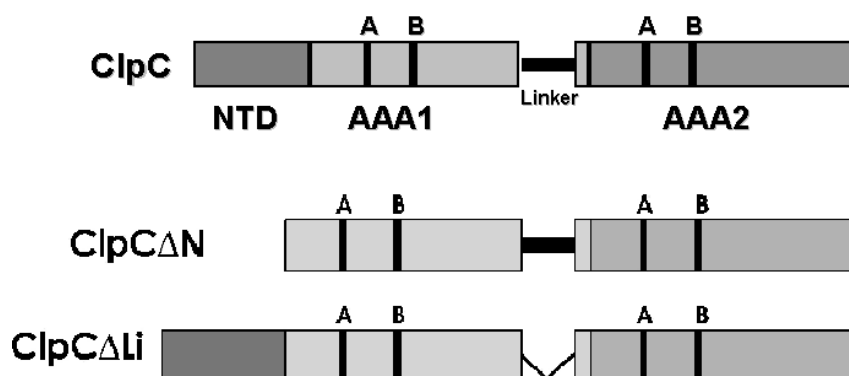 A B A B
ClpC
Linker
NTD AAA1 AAA2
A B A B
ClpCΔN
A B A B
ClpCΔLi